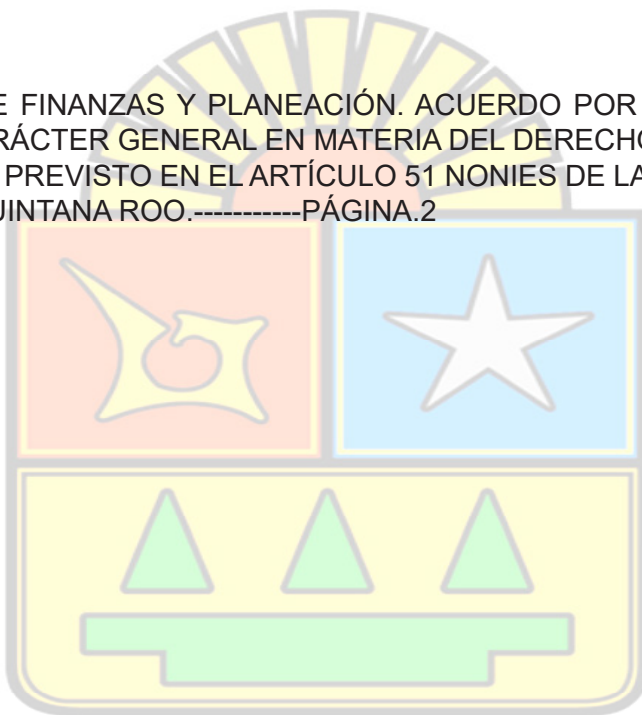 E FINANZAS Y PLANEACIÓN. ACUERDO POR
RÁCTER GENERAL EN MATERIA DEL DERECHO
PREVISTO EN EL ARTÍCULO 51 NONIES DE LA
UINTANA ROO.-----------PÁGINA.2